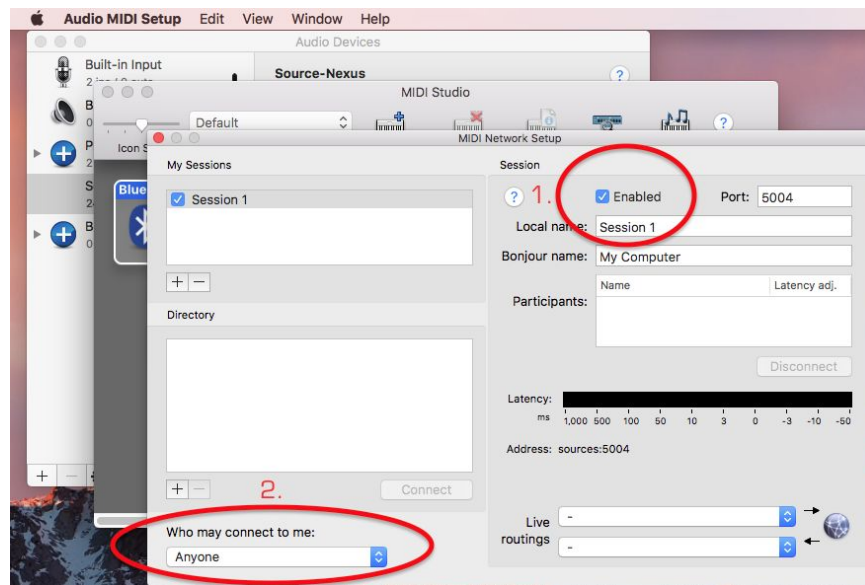 Audio MIDI Setup Edit View Window Help
Audio Devices
Built-in Input
Source-Nexus
?
MIDI Studio
Default
?
Icon S
MIDI Network Setup
My Sessions
Session
Session 1
? 1. Enabled Port: 5004
Local name: Session 1
Bonjour name: My Computer
Participants:
Name Latency adj.
+ −
Directory
Disconnect
Latency:
ms 1,000 500 100 50 10 3 0 -3 -10 -50
Address: sources:5004
+ − 2. Connect
Who may connect to me:
Anyone
Live routings
-
-
Blue